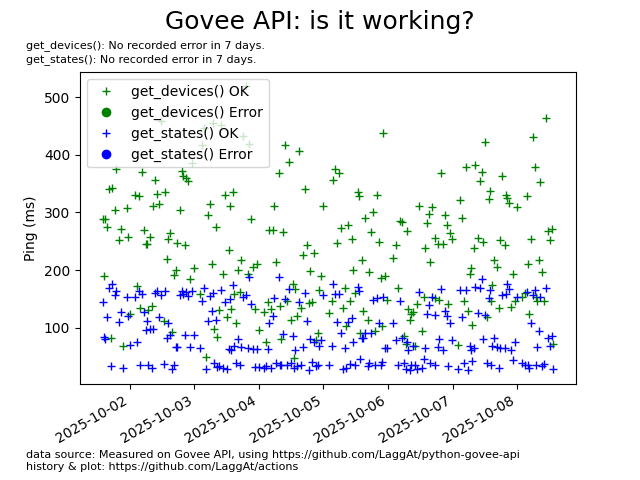 Govee API: is it working?
get_devices(): No recorded error in 7 days.
get_states(): No recorded error in 7 days.
get_devices() OK
get_devices() Error
get_states() OK
get_states() Error
Ping (ms)
500
400
300
200
100
2025-10-02
2025-10-03
2025-10-04
2025-10-05
2025-10-06
2025-10-07
2025-10-08
data source: Measured on Govee API, using https://github.com/LaggAt/python-govee-api
history & plot: https://github.com/LaggAt/actions